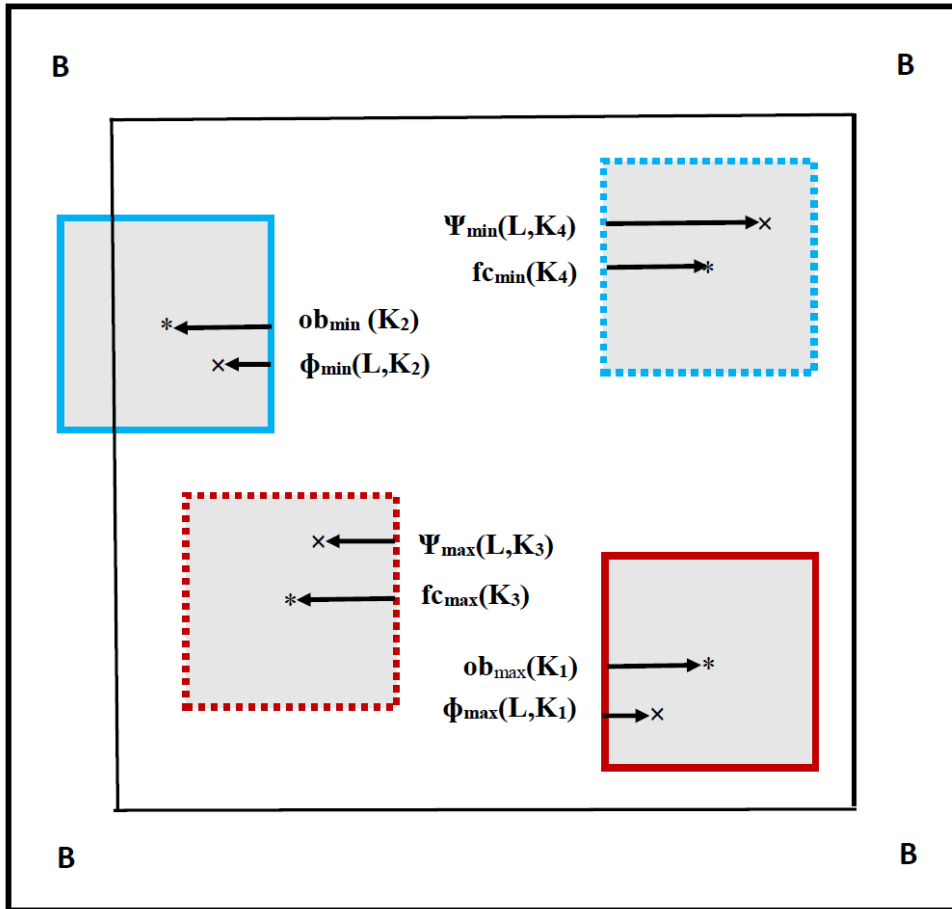 B B
Ψmin(L,K4)
fcmin(K4)
obmin (K2)
ϕmin(L,K2)
Ψmax(L,K3)
fcmax(K3)
obmax(K1)
ϕmax(L,K1)
B B